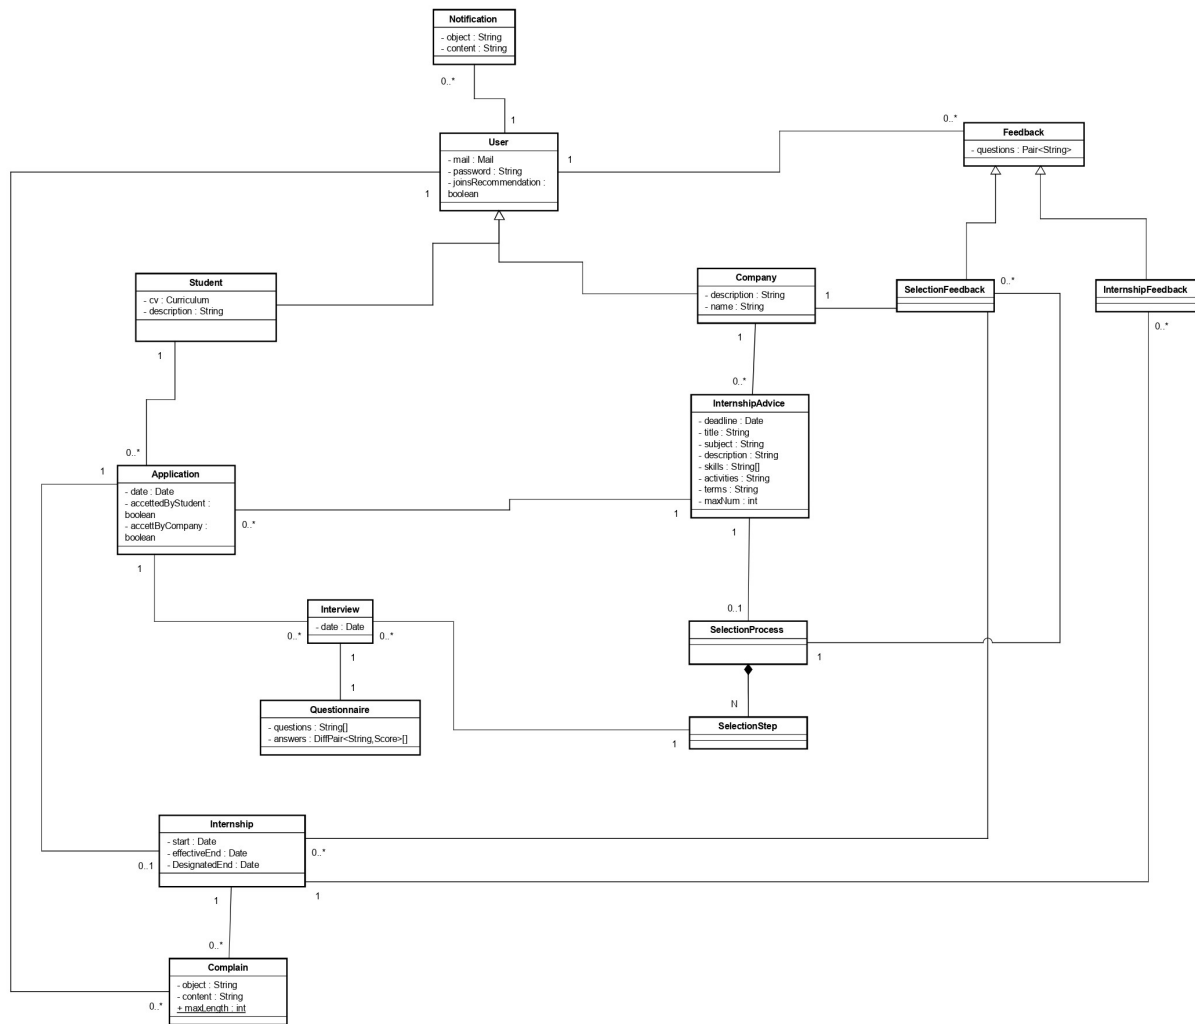 Notification
- object : String
- content : String
0..*
1
User
- mail : Mail
- password : String
- joinsRecommendation :
boolean
1
1
0..*
Feedback
- questions : Pair<String>
Student
- cv : Curriculum
- description : String
1
Company
- description : String
- name : String
1
1
SelectionFeedback
0..*
InternshipFeedback
0..*
0..*
InternshipAdvice
- deadline : Date
- title : String
- subject : String
- description : String
- skills : String[]
- activities : String
- terms : String
- maxNum : int
1
1
0..*
1
Application
- date : Date
- accettedByStudent :
boolean
- accettByCompany :
boolean
0..*
1
Interview
- date : Date
0..*
0..*
1
1
Questionnaire
- questions : String[]
- answers : DiffPair<String,Score>[]
0..1
SelectionProcess
1
N
SelectionStep
1
Internship
- start : Date
- effectiveEnd : Date
- DesignatedEnd : Date
0..1
0..*
1
1
0..*
Complain
- object : String
- content : String
+ maxLength : int
0..*